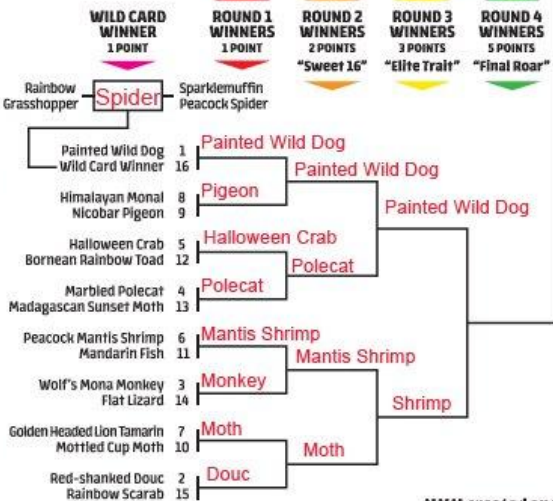 WILD CARD
WINNER
1 POINT
ROUND 1
WINNERS
1 POINT
ROUND 2
WINNERS
2 POINTS
"Sweet 16"
ROUND 3
WINNERS
3 POINTS
"Elite Trait"
ROUND 4
WINNERS
5 POINTS
"Final Roar"
Rainbow
Grasshopper
Spider
Sparklemuffin
Peacock Spider
Painted Wild Dog 1
Wild Card Winner 16
Painted Wild Dog
Painted Wild Dog
Himalayan Monal 8
Nicobar Pigeon 9
Pigeon
Painted Wild Dog
Halloween Crab 5
Bornean Rainbow Toad 12
Halloween Crab
Polecat
Marbled Polecat 4
Madagascan Sunset Moth 13
Polecat
Peacock Mantis Shrimp 6
Mandarin Fish 11
Mantis Shrimp
Mantis Shrimp
Wolf's Mona Monkey 3
Flat Lizard 14
Monkey
Shrimp
Golden Headed Lion Tamarin 7
Mottled Cup Moth 10
Moth
Moth
Red-shanked Douc 2
Rainbow Scarab 15
Douc